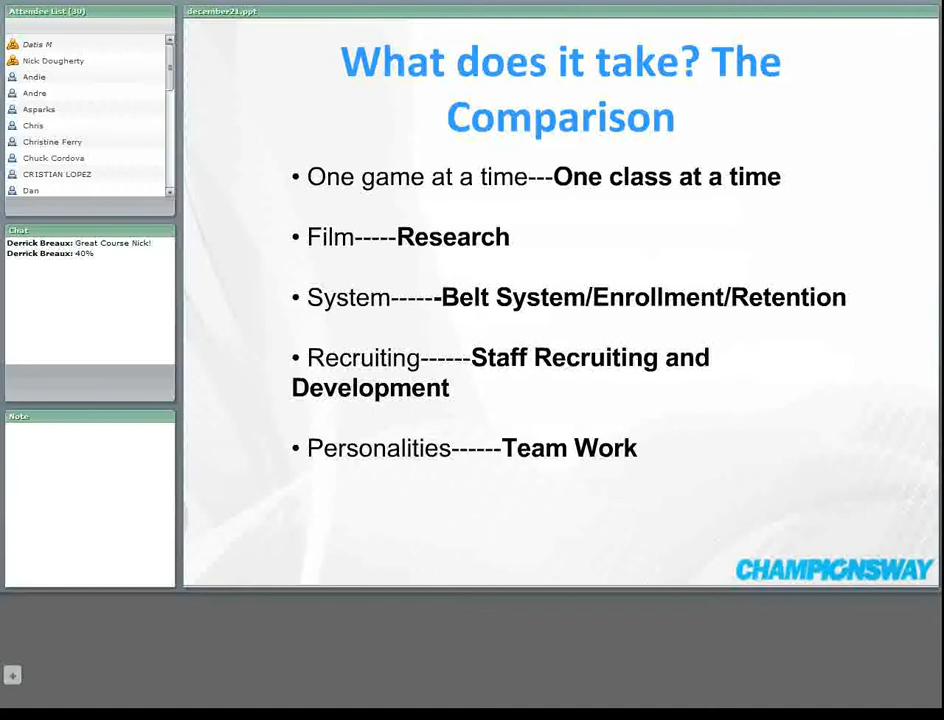 Attendee List (30)
Datis M
Nick Dougherty
Andie
Andre
Asparks
Chris
Christine Ferry
Chuck Cordova
CRISTIAN LOPEZ
Dan
Chat
Derrick Breaux: Great Course Nick!
Derrick Breaux: 40%
Note
december21.ppt
What does it take? The
Comparison
• One game at a time---One class at a time
• Film-----Research
• System-------Belt System/Enrollment/Retention
• Recruiting------Staff Recruiting and
Development
• Personalities------Team Work
CHAMPIONSWAY